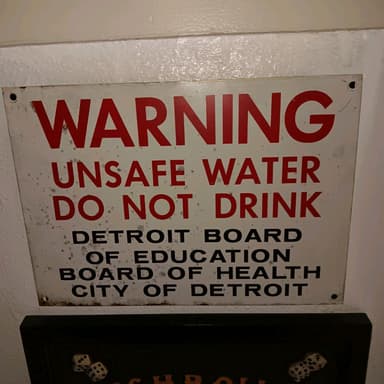 WARNING
UNSAFE WATER
DO NOT DRINK
DETROIT BOARD
OF EDUCATION
BOARD OF HEALTH
CITY OF DETROIT